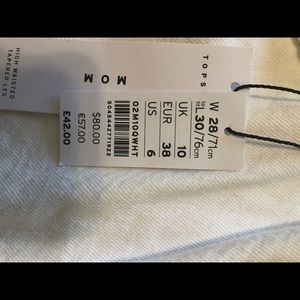 TOPS
MOM
HIGH WAISTED
TAPERED LEG
W 28/71cm
L 30/76cm
UK 10
EUR 38
US 6
02M10QWHT
5045442771922
$80.00
€57.00
£42.00